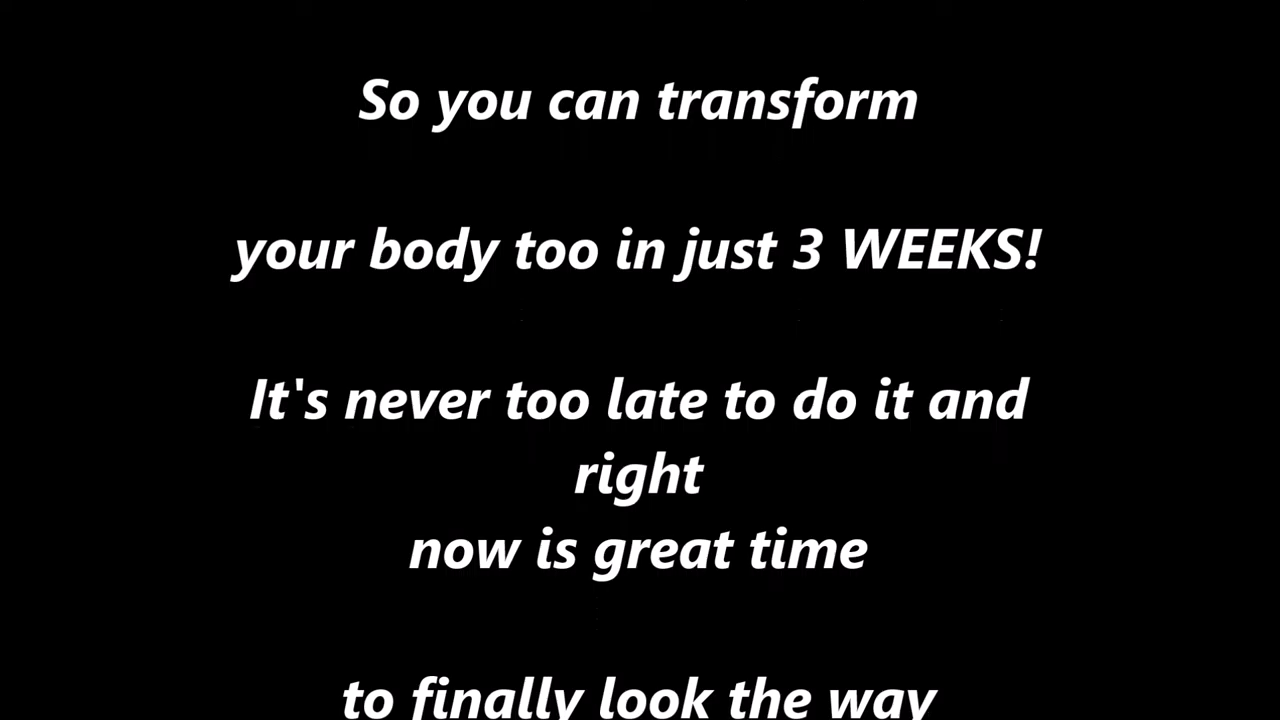 So you can transform
your body too in just 3 WEEKS!
It's never too late to do it and
right
now is great time
to finally look the way